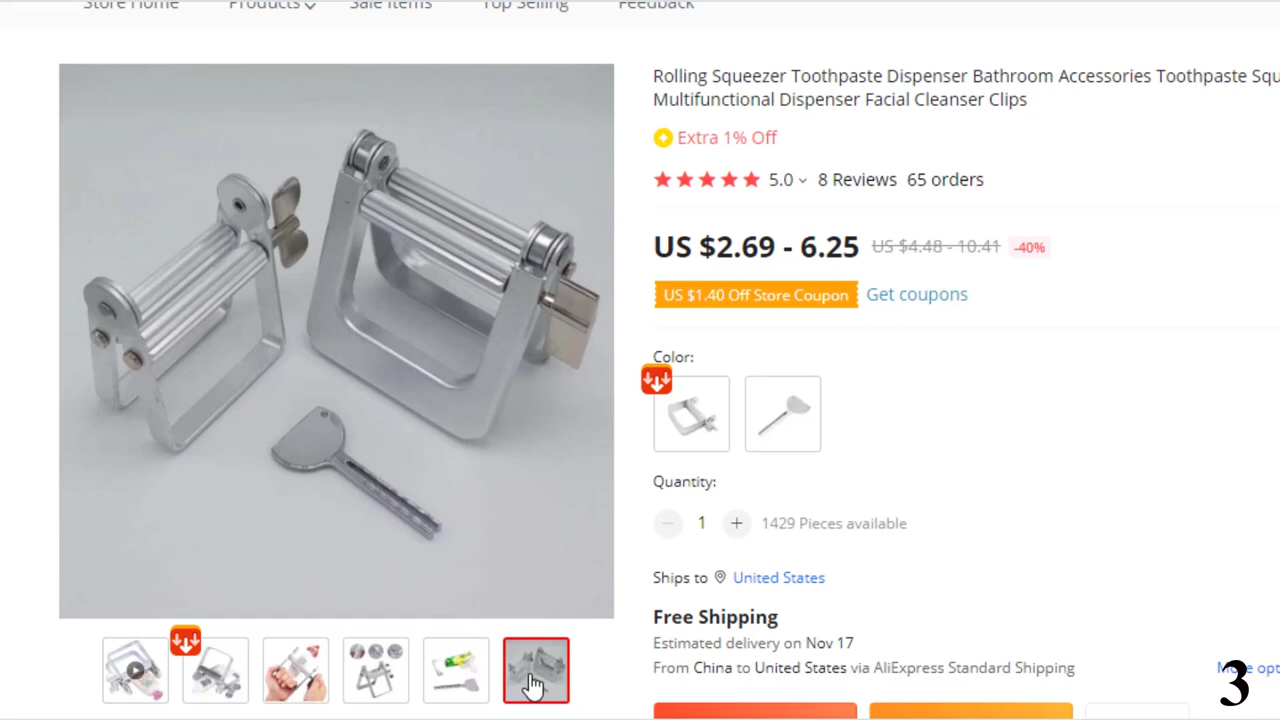 Store Home Products Sale Items Top Selling Feedback
Rolling Squeezer Toothpaste Dispenser Bathroom Accessories Toothpaste Squ
Multifunctional Dispenser Facial Cleanser Clips
Extra 1% Off
5.0 8 Reviews 65 orders
US $2.69 - 6.25 US $4.48 - 10.41 -40%
US $1.40 Off Store Coupon Get coupons
Color:
Quantity:
1 + 1429 Pieces available
Ships to United States
Free Shipping
Estimated delivery on Nov 17
From China to United States via AliExpress Standard Shipping
3